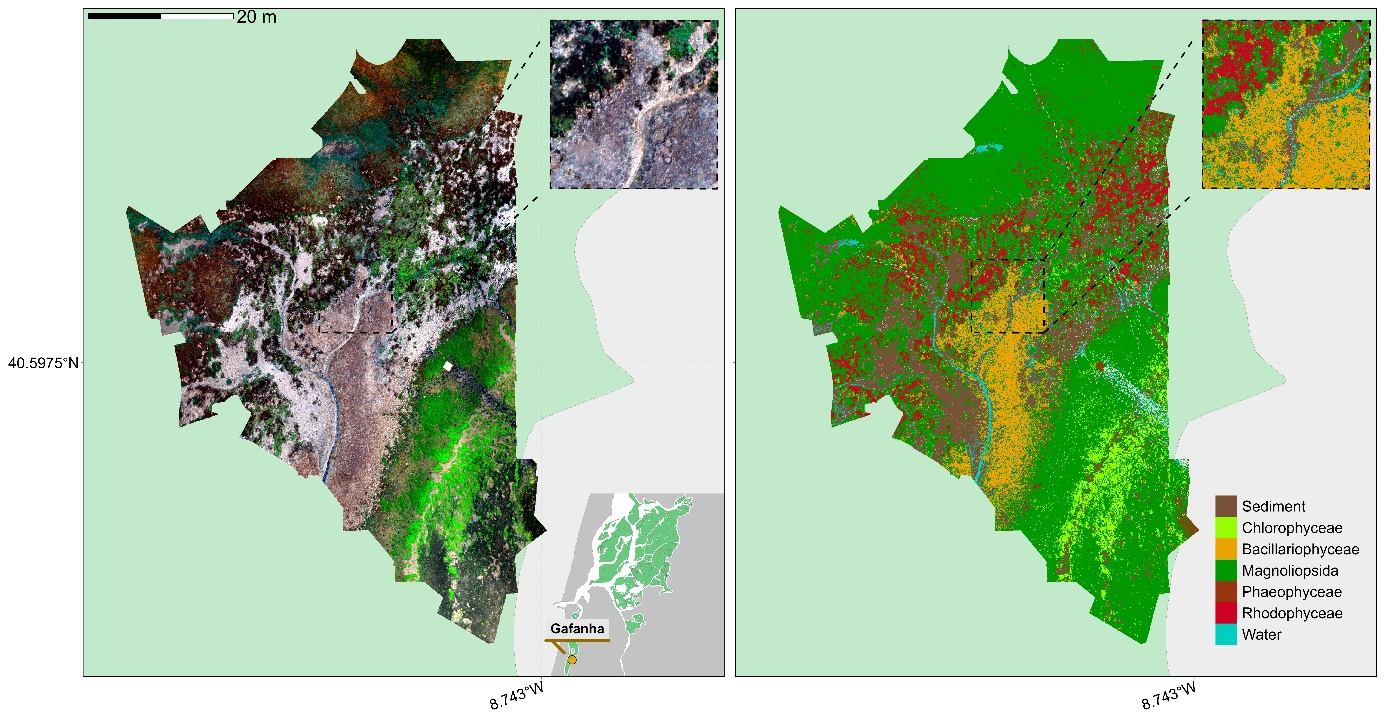 20 m
40.5975°N
Gafanha
8.743°W
Sediment
Chlorophyceae
Bacillariophyceae
Magnoliopsida
Phaeophyceae
Rhodophyceae
Water
8.743°W